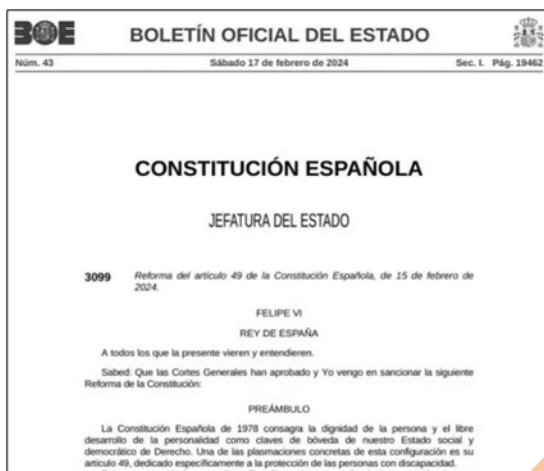 BOE BOLETÍN OFICIAL DEL ESTADO
Núm. 43 Sábado 17 de febrero de 2024 Sec. I. Pág. 19462
CONSTITUCIÓN ESPAÑOLA
JEFATURA DEL ESTADO
3099 Reforma del artículo 49 de la Constitución Española, de 15 de febrero de
2024.
FELIPE VI
REY DE ESPAÑA
A todos los que la presente vieren y entendieren.
Sabed: Que las Cortes Generales han aprobado y Yo vengo en sancionar la siguiente
Reforma de la Constitución:
PREÁMBULO
La Constitución Española de 1978 consagra la dignidad de la persona y el libre
desarrollo de la personalidad como claves de bóveda de nuestro Estado social y
democrático de Derecho. Una de las plasmaciones concretas de esta configuración es su
artículo 49, dedicado específicamente a la protección de las personas con discapacidad.